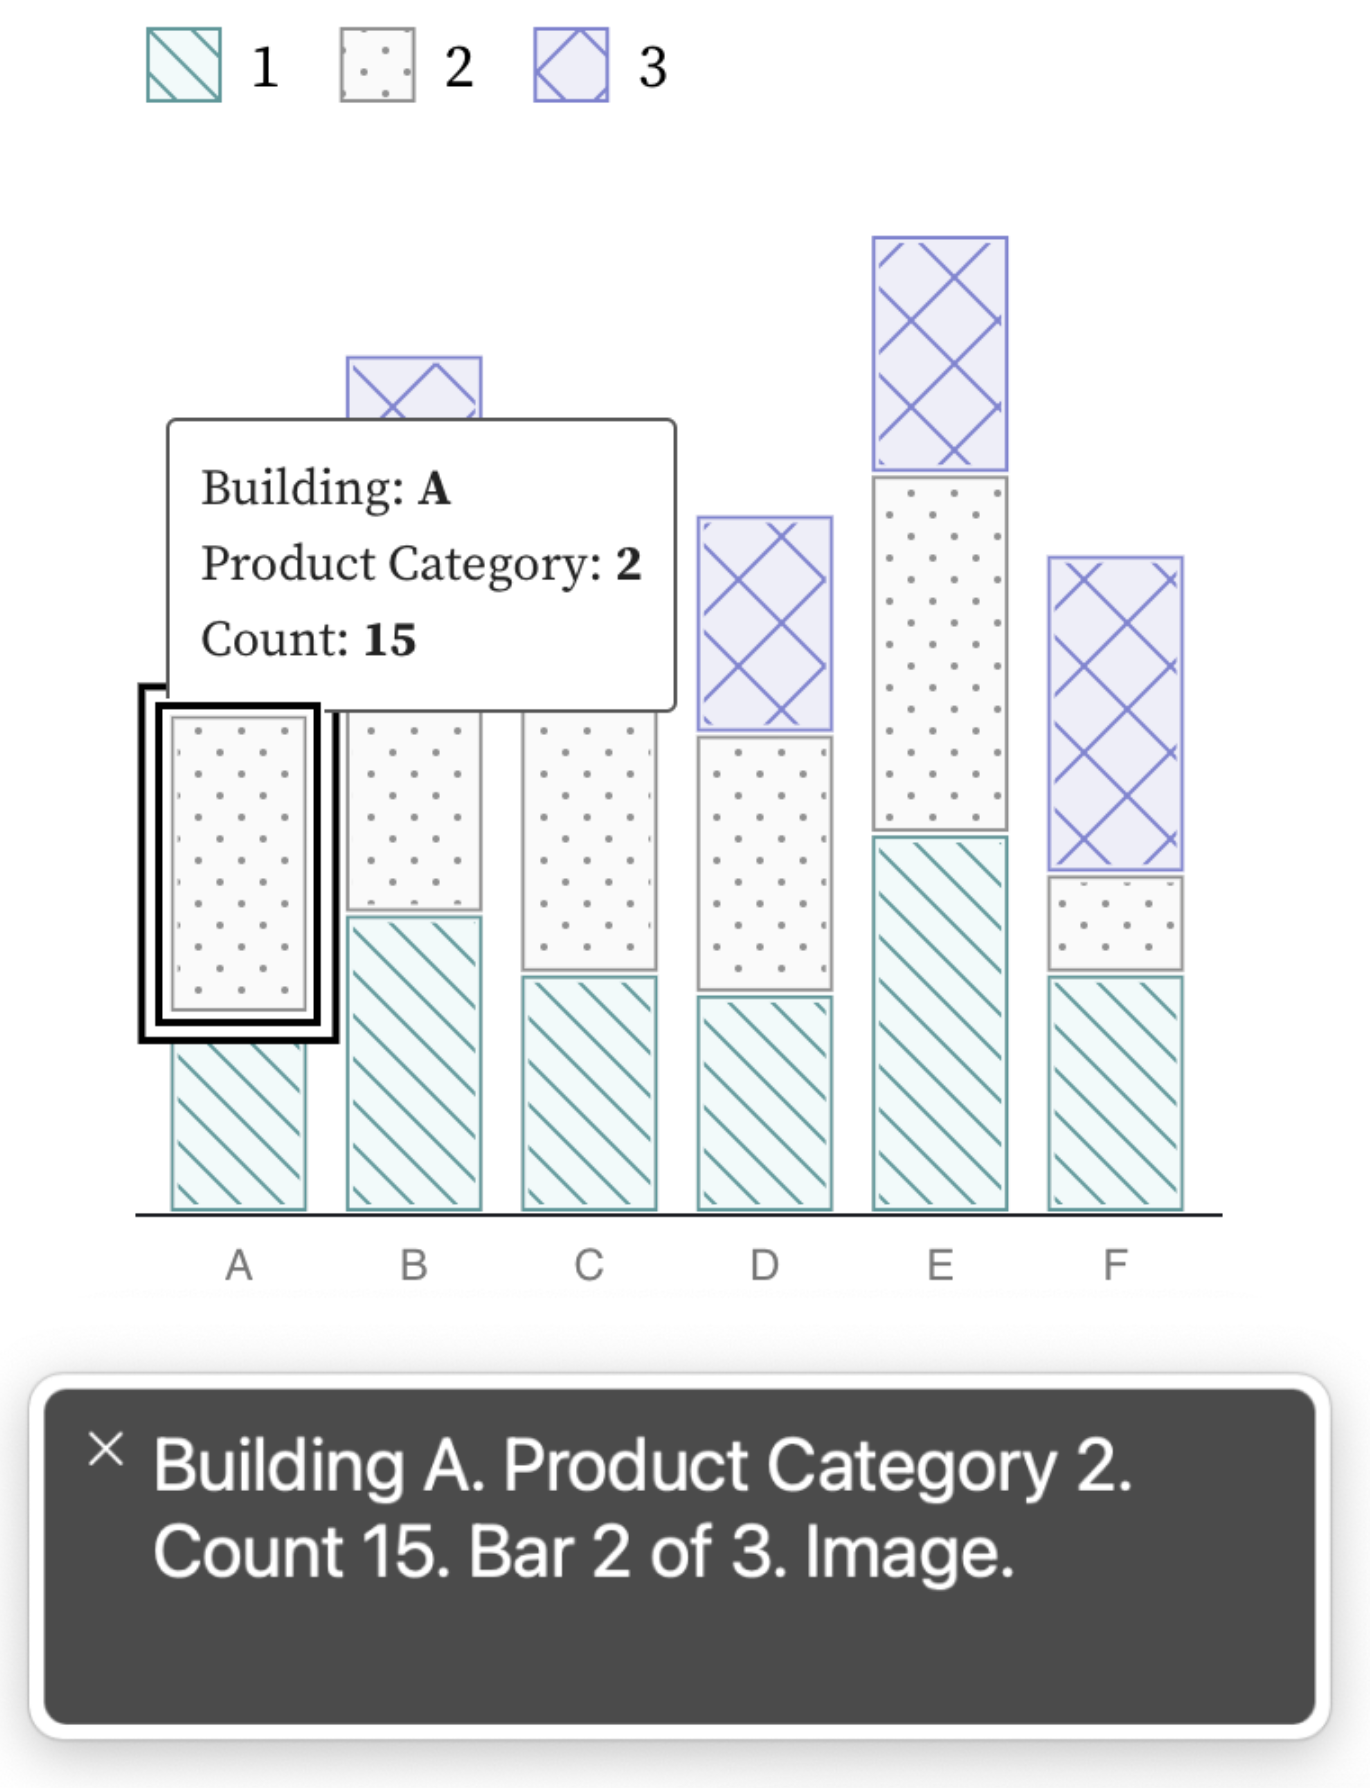 1 2 3
Building: A
Product Category: 2
Count: 15
A B C D E F
Building A. Product Category 2.
Count 15. Bar 2 of 3. Image.